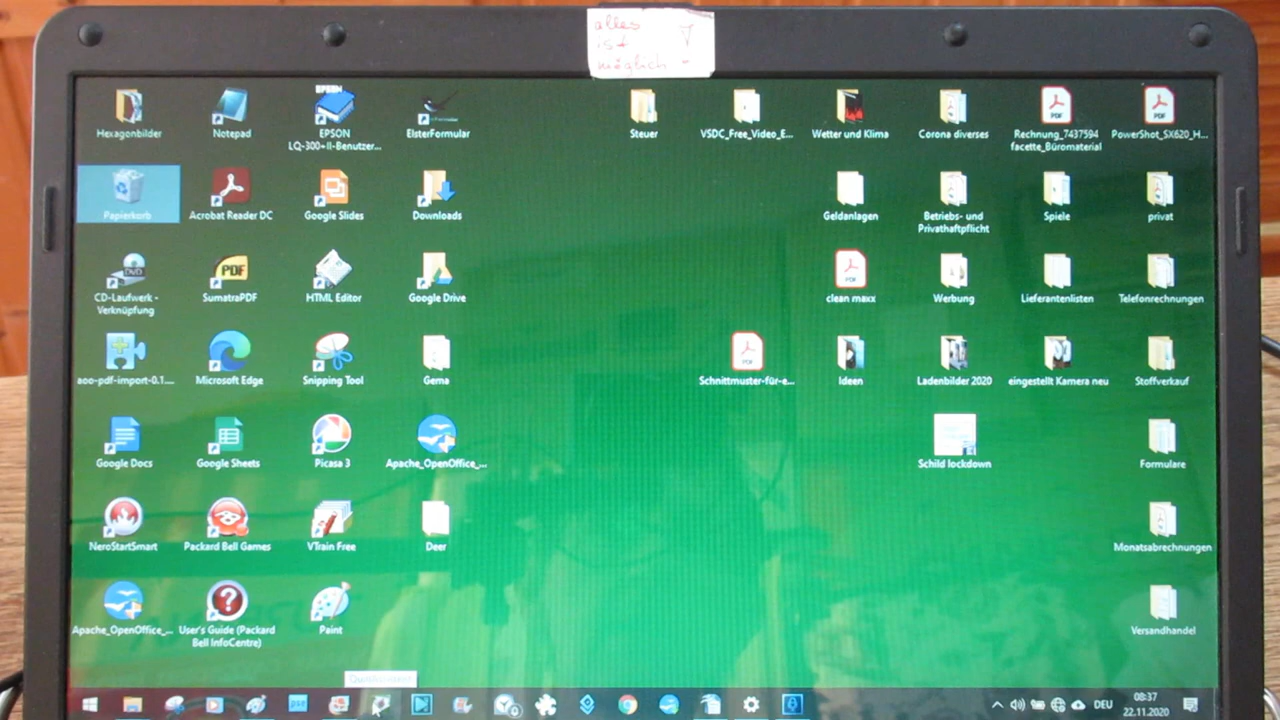 alles
ist
möglich
Hexagonbilder
Notepad
EPSON
LQ-300+II-Benutzer...
ElsterFormular
Steuer
VSDC_Free_Video_E...
Wetter und Klima
Corona diverses
Rechnung_7437594
facette_Büromaterial
PowerShot_SX620_H...
Papierkorb
Acrobat Reader DC
Google Slides
Downloads
Geldanlagen
Betriebs- und
Privathaftpflicht
Spiele
privat
CD-Laufwerk -
Verknüpfung
SumatraPDF
HTML Editor
Google Drive
clean maxx
Werbung
Lieferantenlisten
Telefonrechnungen
aoo-pdf-import-0.1....
Microsoft Edge
Snipping Tool
Gema
Schnittmuster-für-e...
Ideen
Ladenbilder 2020
eingestellt Kamera neu
Stoffverkauf
Google Docs
Google Sheets
Picasa 3
Apache_OpenOffice_...
Schild lockdown
Formulare
NeroStartSmart
Packard Bell Games
VTrain Free
Deer
Monatsabrechnungen
Apache_OpenOffice_...
User's Guide (Packard
Bell InfoCentre)
Paint
Versandhandel
DEU
08:37
22.11.2020